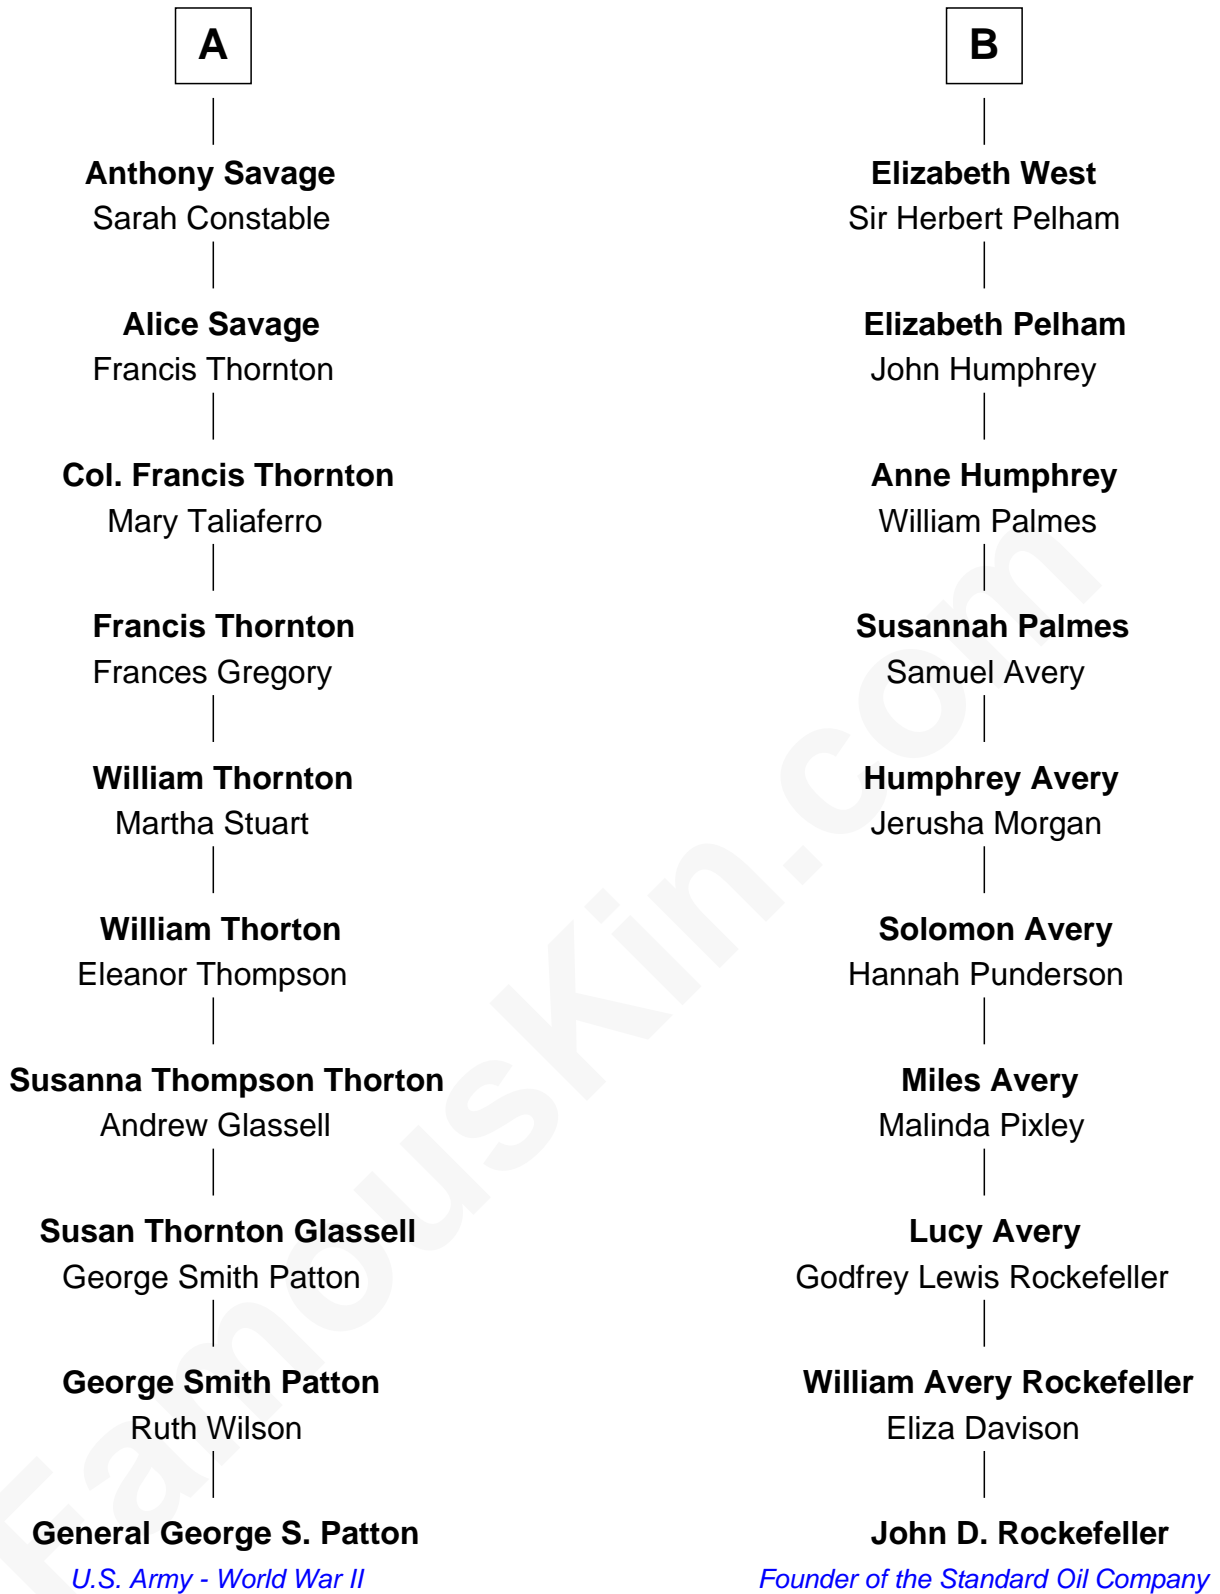 A
Anthony Savage
Sarah Constable
Alice Savage
Francis Thornton
Col. Francis Thornton
Mary Taliaferro
Francis Thornton
Frances Gregory
William Thornton
Martha Stuart
William Thorton
Eleanor Thompson
Susanna Thompson Thorton
Andrew Glassell
Susan Thornton Glassell
George Smith Patton
George Smith Patton
Ruth Wilson
General George S. Patton
U.S. Army - World War II
B
Elizabeth West
Sir Herbert Pelham
Elizabeth Pelham
John Humphrey
Anne Humphrey
William Palmes
Susannah Palmes
Samuel Avery
Humphrey Avery
Jerusha Morgan
Solomon Avery
Hannah Punderson
Miles Avery
Malinda Pixley
Lucy Avery
Godfrey Lewis Rockefeller
William Avery Rockefeller
Eliza Davison
John D. Rockefeller
Founder of the Standard Oil Company
FamousKin.com